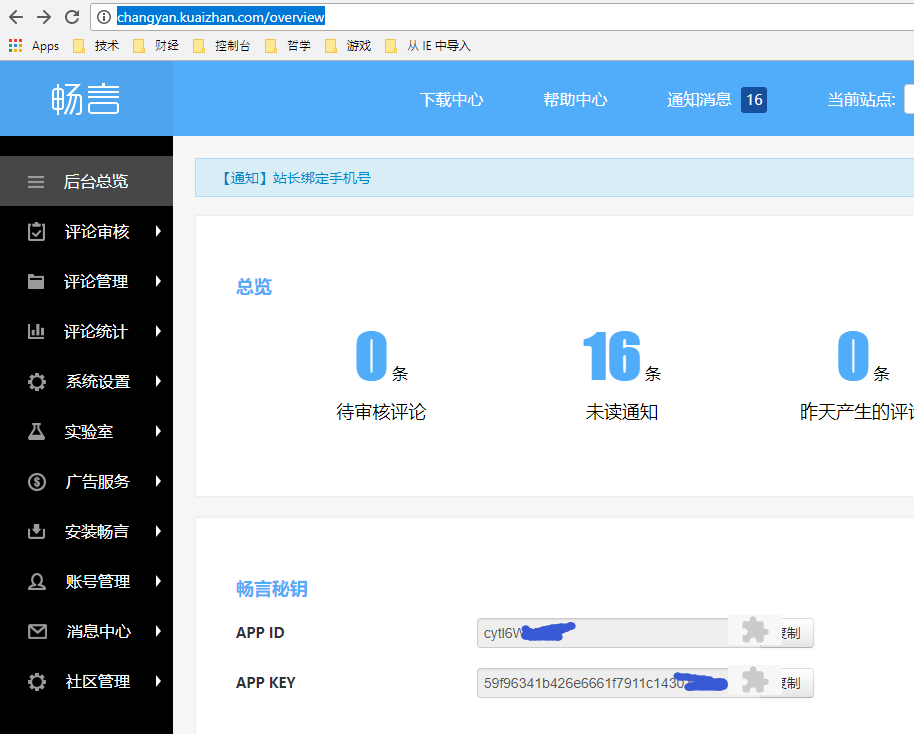 changyan.kuaizhan.com/overview
Apps 技术 财经 控制台 哲学 游戏 从 IE 中导入
畅言 下载中心 帮助中心 通知消息 16 当前站点:
后台总览
评论审核
评论管理
评论统计
系统设置
实验室
广告服务
安装畅言
账号管理
消息中心
社区管理
【通知】站长绑定手机号
总览
0 条 16 条 0 条
待审核评论 未读通知 昨天产生的评
畅言秘钥
APP ID cytI6W 复制
APP KEY 59f96341b426e6661f7911c1430 复制